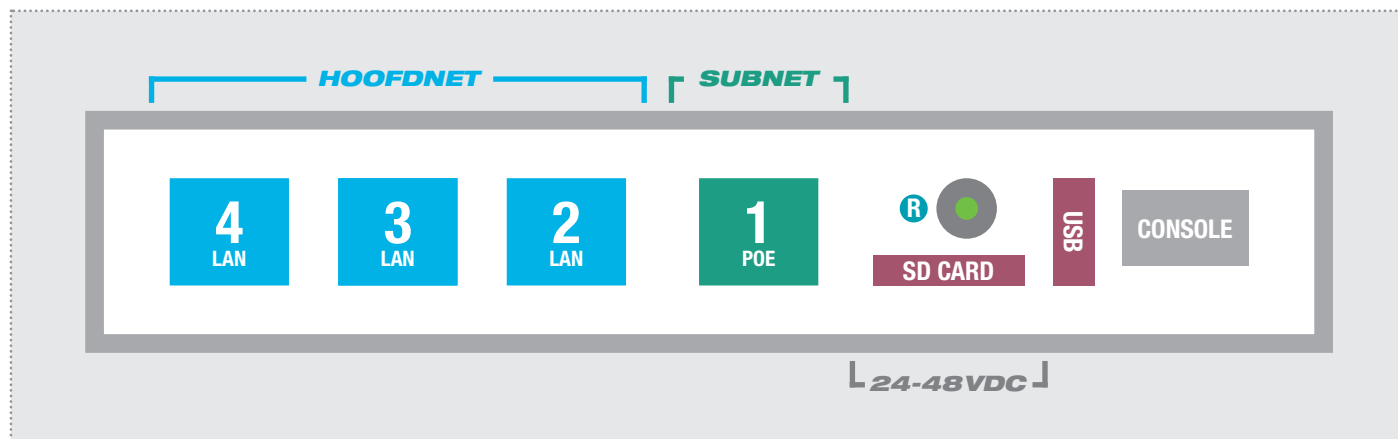 HOOFDNET
SUBNET
4
LAN
3
LAN
2
LAN
1
POE
R
SD CARD
USB
CONSOLE
24-48VDC